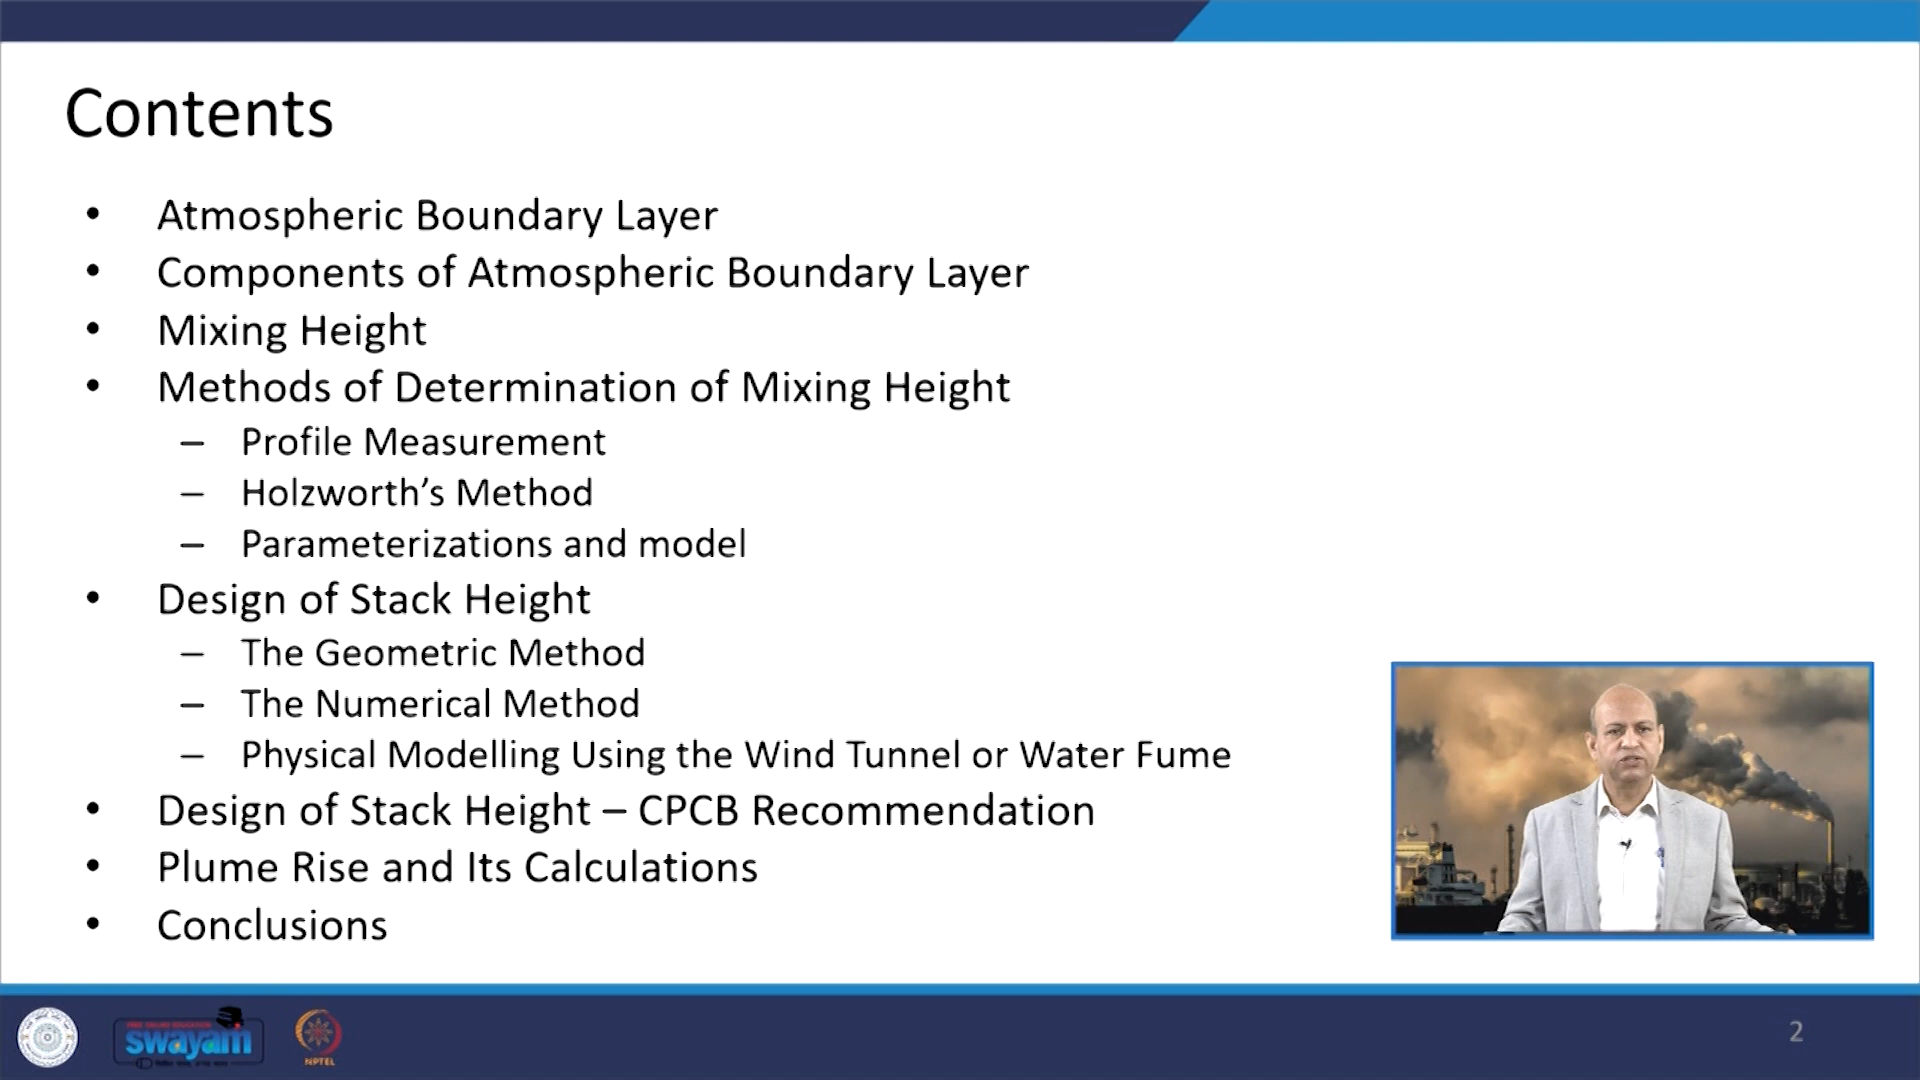 Contents
• Atmospheric Boundary Layer
• Components of Atmospheric Boundary Layer
• Mixing Height
• Methods of Determination of Mixing Height
– Profile Measurement
– Holzworth’s Method
– Parameterizations and model
• Design of Stack Height
– The Geometric Method
– The Numerical Method
– Physical Modelling Using the Wind Tunnel or Water Fume
• Design of Stack Height – CPCB Recommendation
• Plume Rise and Its Calculations
• Conclusions
swayam
NPTEL
2